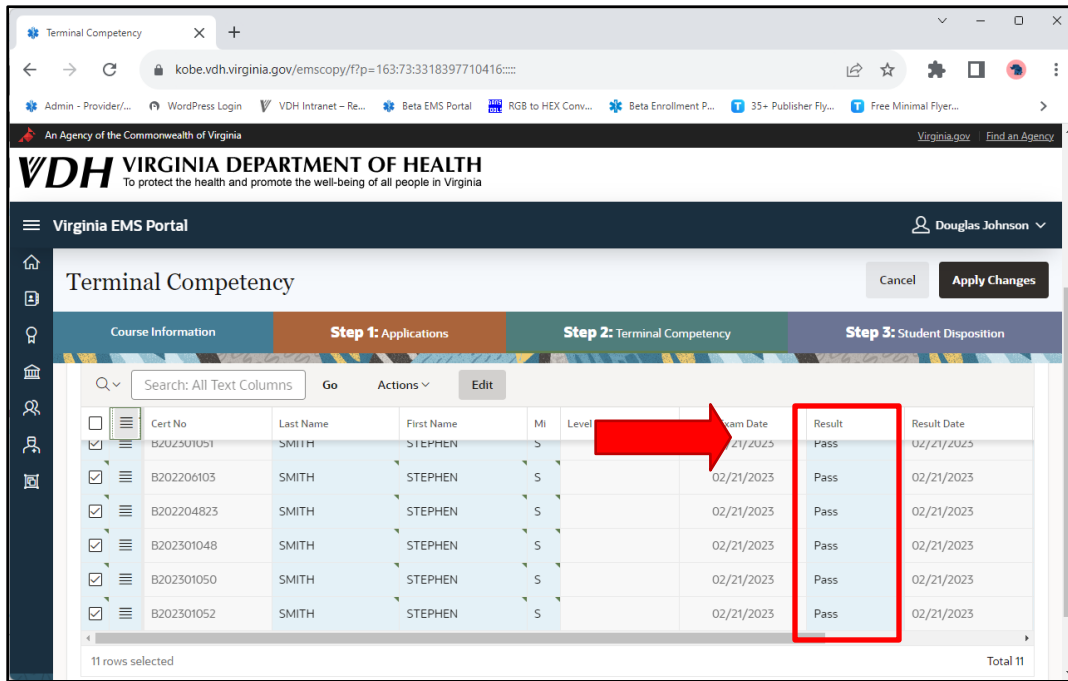 Terminal Competency
kobe.vdh.virginia.gov/emscopy/f?p=163:73:3318397710416:::::
Admin - Provider/... WordPress Login VDH Intranet – Re... Beta EMS Portal RGB to HEX Conv... Beta Enrollment P... 35+ Publisher Fly... Free Minimal Flyer...
An Agency of the Commonwealth of Virginia Virginia.gov Find an Agency
VDH VIRGINIA DEPARTMENT OF HEALTH
To protect the health and promote the well-being of all people in Virginia
Virginia EMS Portal Douglas Johnson
Terminal Competency Cancel Apply Changes
Course Information Step 1: Applications Step 2: Terminal Competency Step 3: Student Disposition
Search: All Text Columns Go Actions Edit
Cert No Last Name First Name Mi Level Exam Date Result Result Date
B202301051 SMITH STEPHEN S /21/2023 Pass 02/21/2023
B202206103 SMITH STEPHEN S 02/21/2023 Pass 02/21/2023
B202204823 SMITH STEPHEN S 02/21/2023 Pass 02/21/2023
B202301048 SMITH STEPHEN S 02/21/2023 Pass 02/21/2023
B202301050 SMITH STEPHEN S 02/21/2023 Pass 02/21/2023
B202301052 SMITH STEPHEN S 02/21/2023 Pass 02/21/2023
11 rows selected Total 11